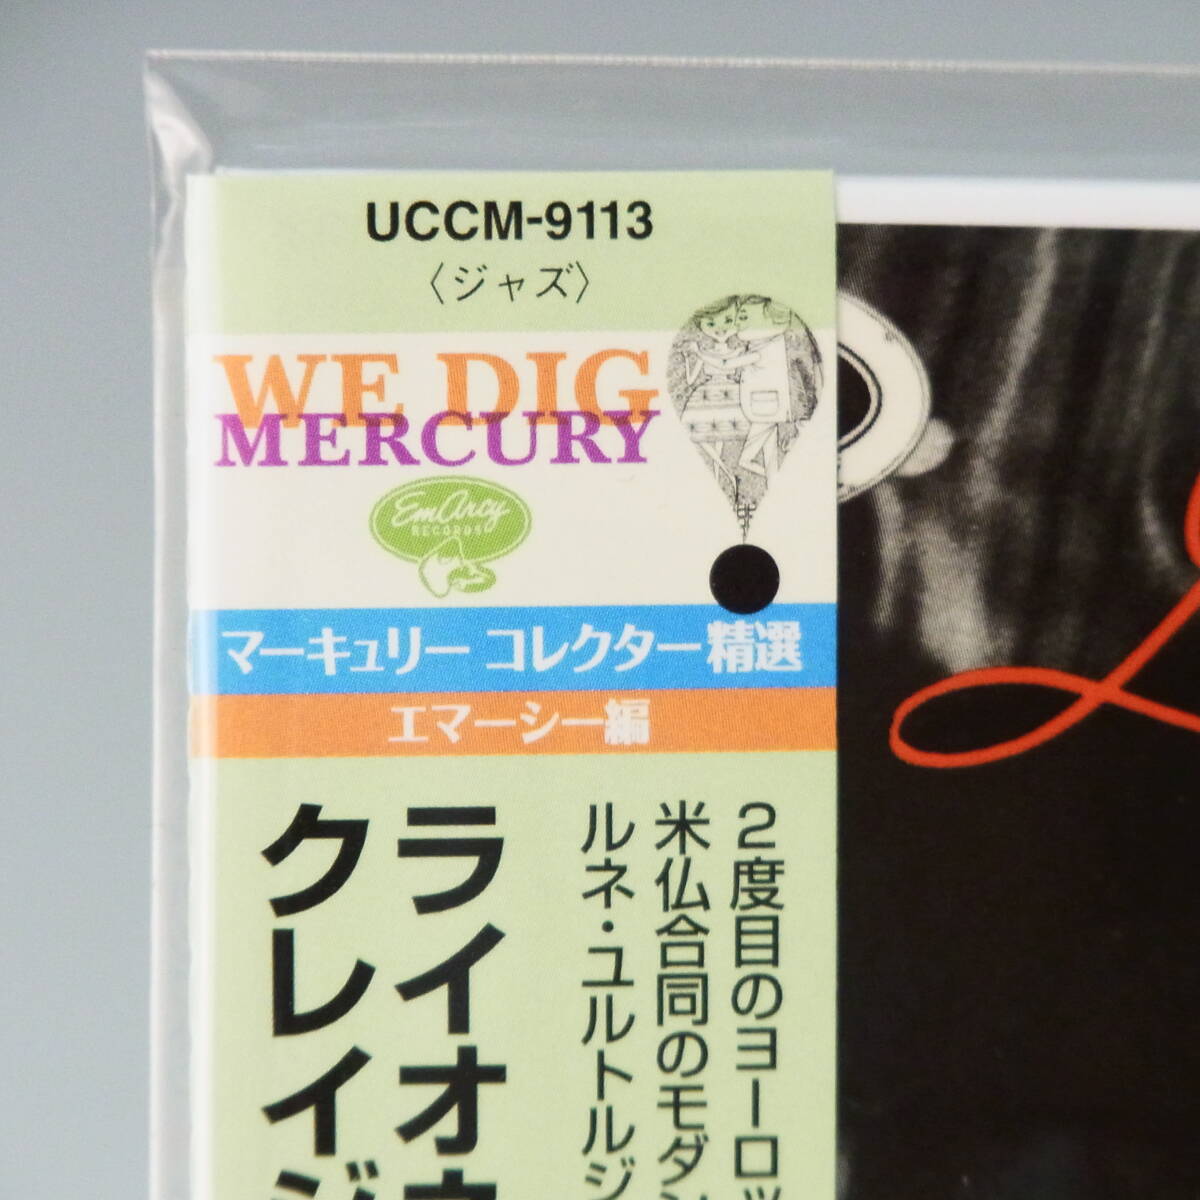 UCCM-9113
〈ジャズ〉
WE DIG
MERCURY
EmArcy
RECORDS
マーキュリー コレクター精選
エマーシー編
2度目のヨーロッ
米仏合同のモダン
ルネ・ユルトルジ
ライオネ
クレイジ